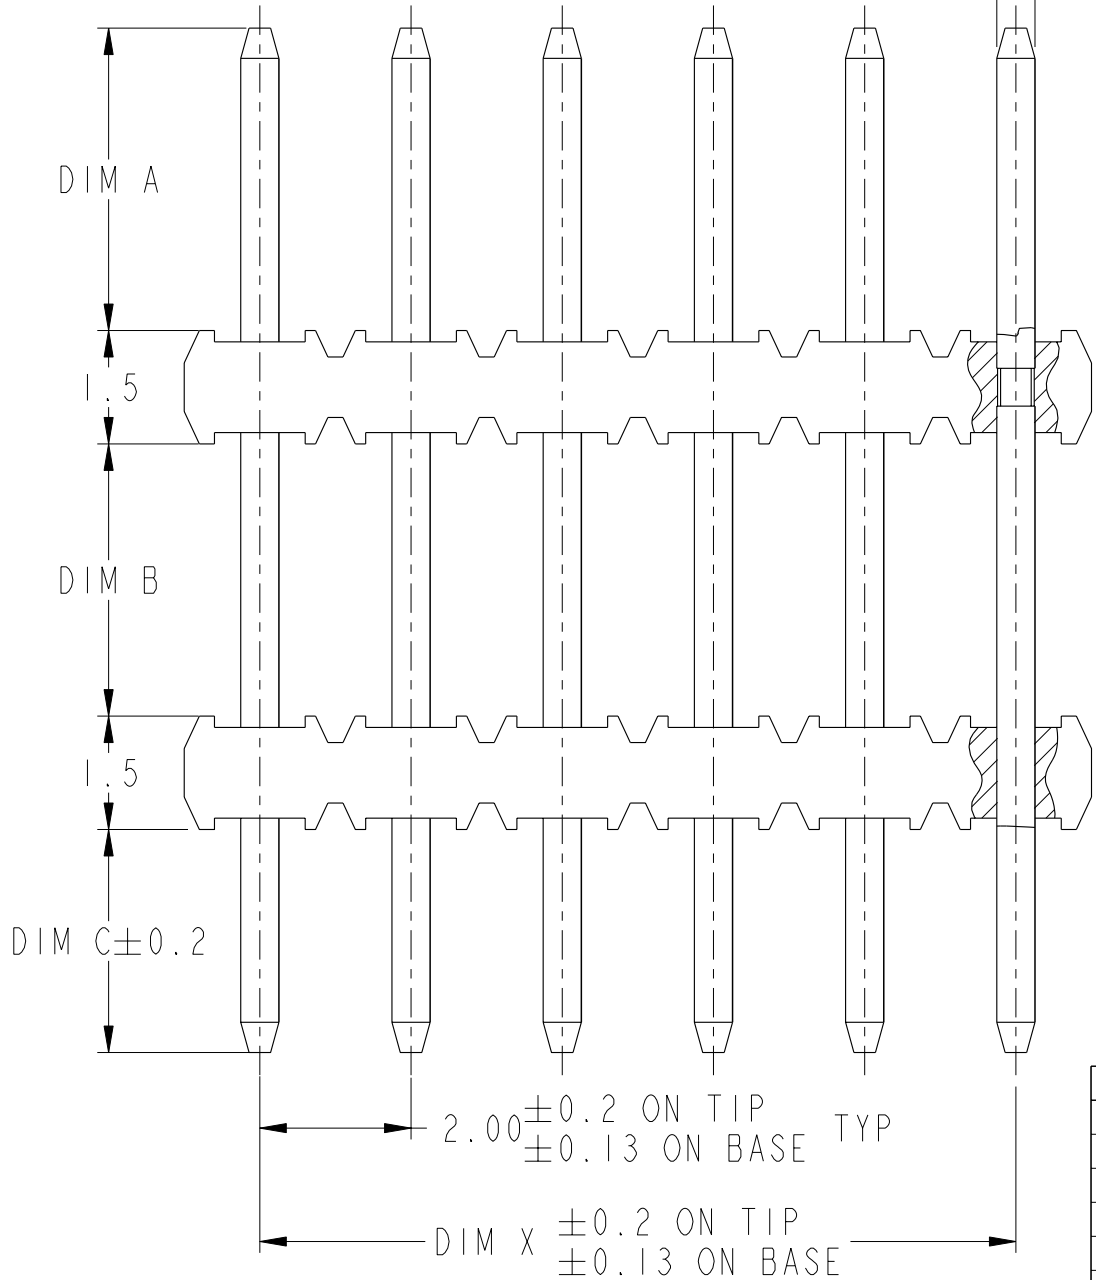 DIM A
1.5
DIM B
1.5
DIM C±0.2
2.00 ±0.2 ON TIP
±0.13 ON BASE TYP
DIM X ±0.2 ON TIP
±0.13 ON BASE